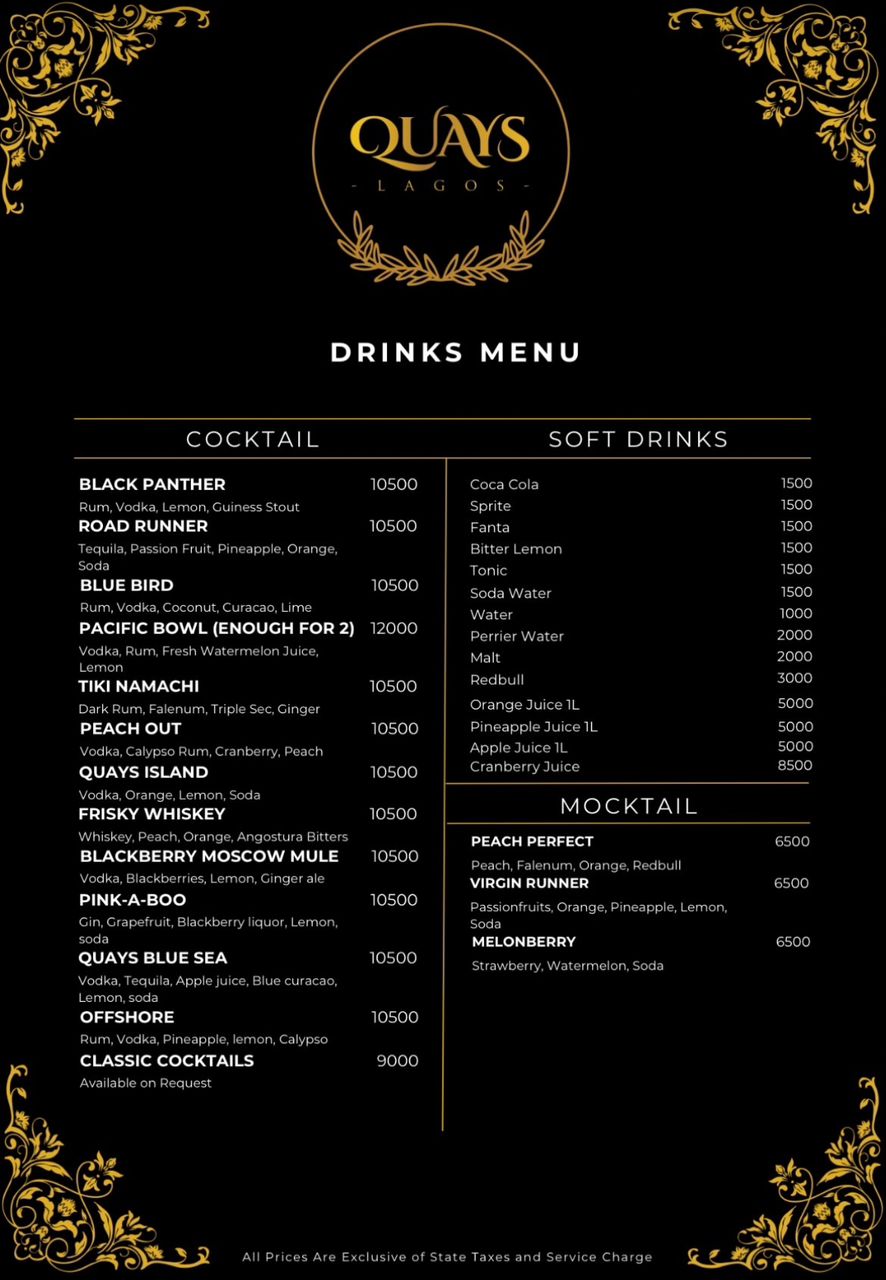 QUAYS
- LAGOS -
DRINKS MENU
COCKTAIL
BLACK PANTHER 10500
Rum, Vodka, Lemon, Guiness Stout
ROAD RUNNER 10500
Tequila, Passion Fruit, Pineapple, Orange,
Soda
BLUE BIRD 10500
Rum, Vodka, Coconut, Curacao, Lime
PACIFIC BOWL (ENOUGH FOR 2) 12000
Vodka, Rum, Fresh Watermelon Juice,
Lemon
TIKI NAMACHI 10500
Dark Rum, Falenum, Triple Sec, Ginger
PEACH OUT 10500
Vodka, Calypso Rum, Cranberry, Peach
QUAYS ISLAND 10500
Vodka, Orange, Lemon, Soda
FRISKY WHISKEY 10500
Whiskey, Peach, Orange, Angostura Bitters
BLACKBERRY MOSCOW MULE 10500
Vodka, Blackberries, Lemon, Ginger ale
PINK-A-BOO 10500
Gin, Grapefruit, Blackberry liquor, Lemon,
soda
QUAYS BLUE SEA 10500
Vodka, Tequila, Apple juice, Blue curacao,
Lemon, soda
OFFSHORE 10500
Rum, Vodka, Pineapple, lemon, Calypso
CLASSIC COCKTAILS 9000
Available on Request
SOFT DRINKS
Coca Cola 1500
Sprite 1500
Fanta 1500
Bitter Lemon 1500
Tonic 1500
Soda Water 1500
Water 1000
Perrier Water 2000
Malt 2000
Redbull 3000
Orange Juice 1L 5000
Pineapple Juice 1L 5000
Apple Juice 1L 5000
Cranberry Juice 8500
MOCKTAIL
PEACH PERFECT 6500
Peach, Falenum, Orange, Redbull
VIRGIN RUNNER 6500
Passionfruits, Orange, Pineapple, Lemon,
Soda
MELONBERRY 6500
Strawberry, Watermelon, Soda
All Prices Are Exclusive of State Taxes and Service Charge